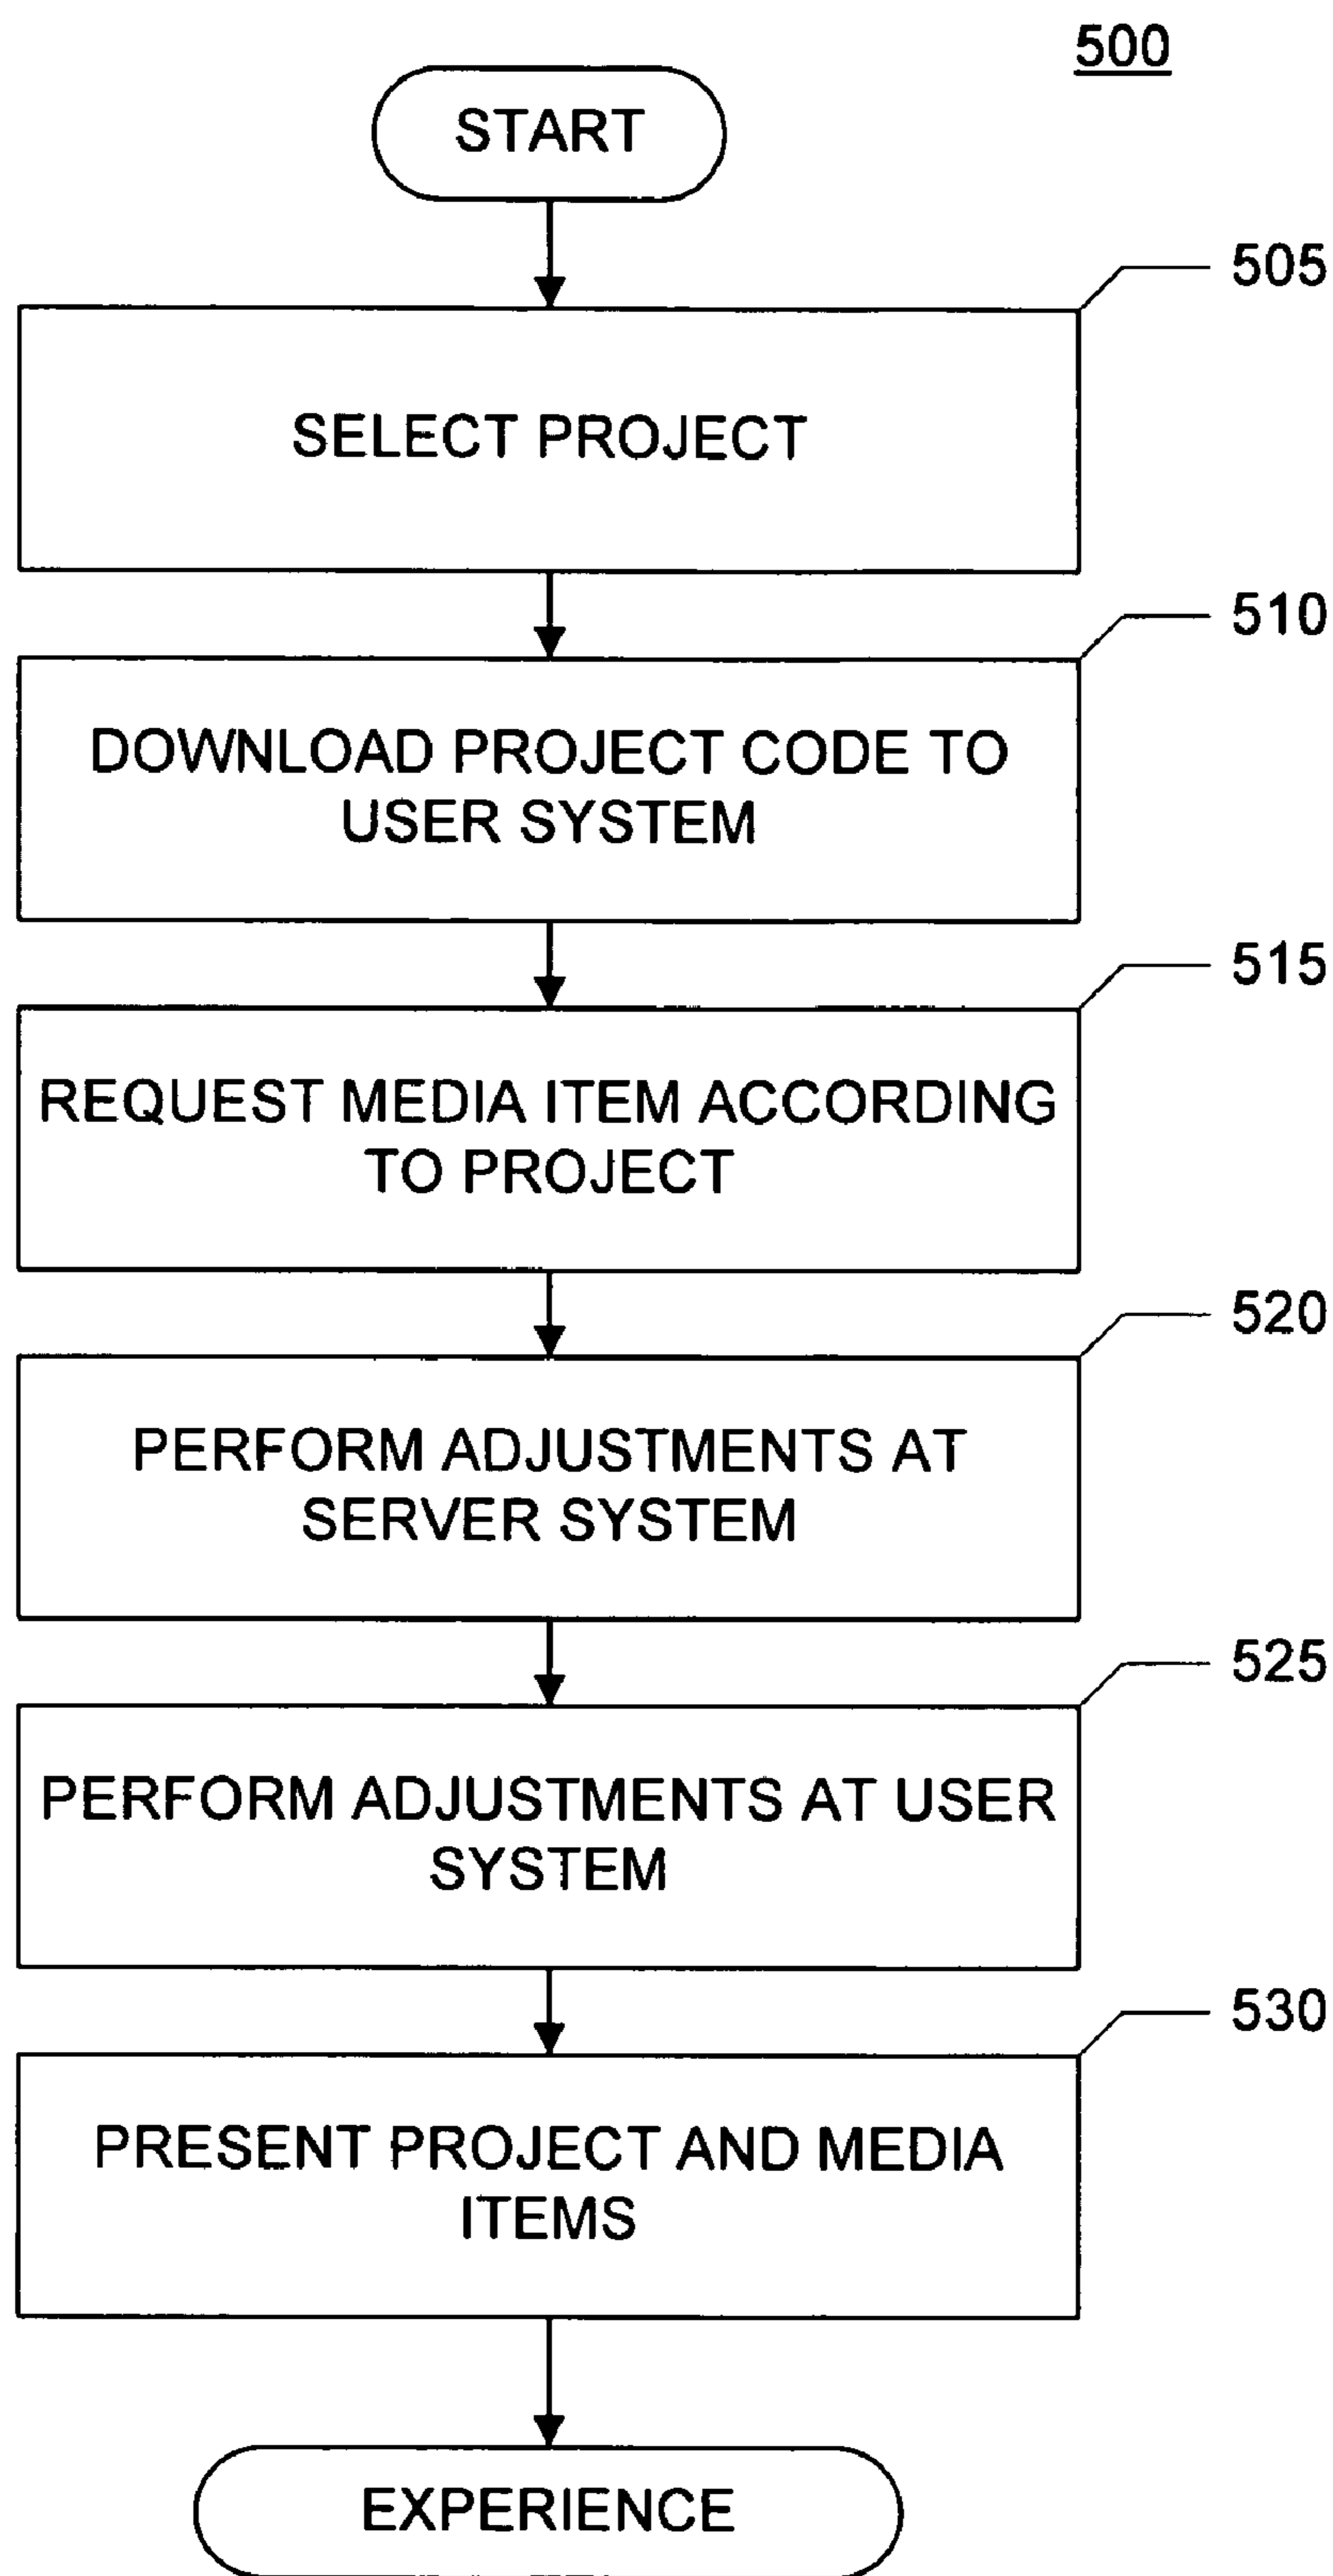 500
START
505
SELECT PROJECT
510
DOWNLOAD PROJECT CODE TO
USER SYSTEM
515
REQUEST MEDIA ITEM ACCORDING
TO PROJECT
520
PERFORM ADJUSTMENTS AT
SERVER SYSTEM
525
PERFORM ADJUSTMENTS AT USER
SYSTEM
530
PRESENT PROJECT AND MEDIA
ITEMS
EXPERIENCE